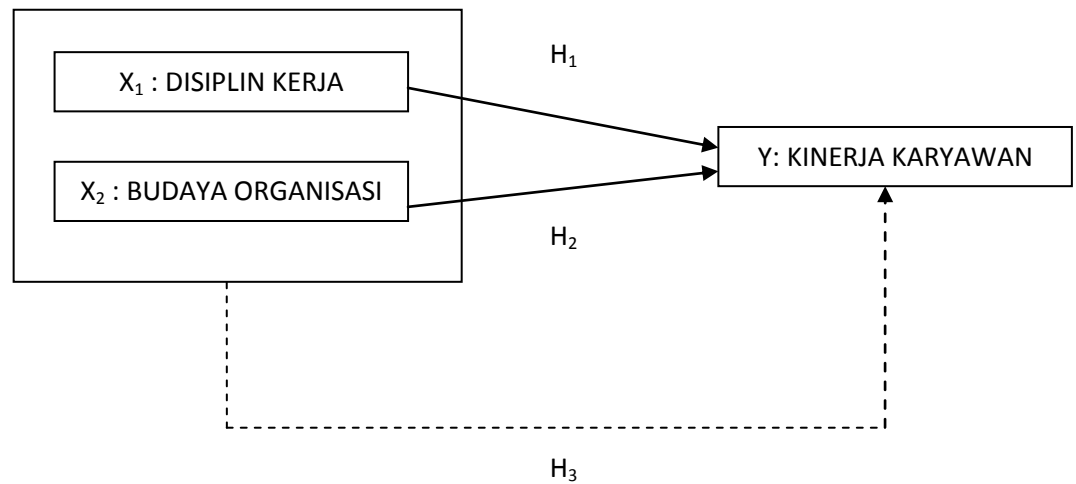 H₁
X₁ : DISIPLIN KERJA
Y: KINERJA KARYAWAN
X₂ : BUDAYA ORGANISASI
H₂
H₃